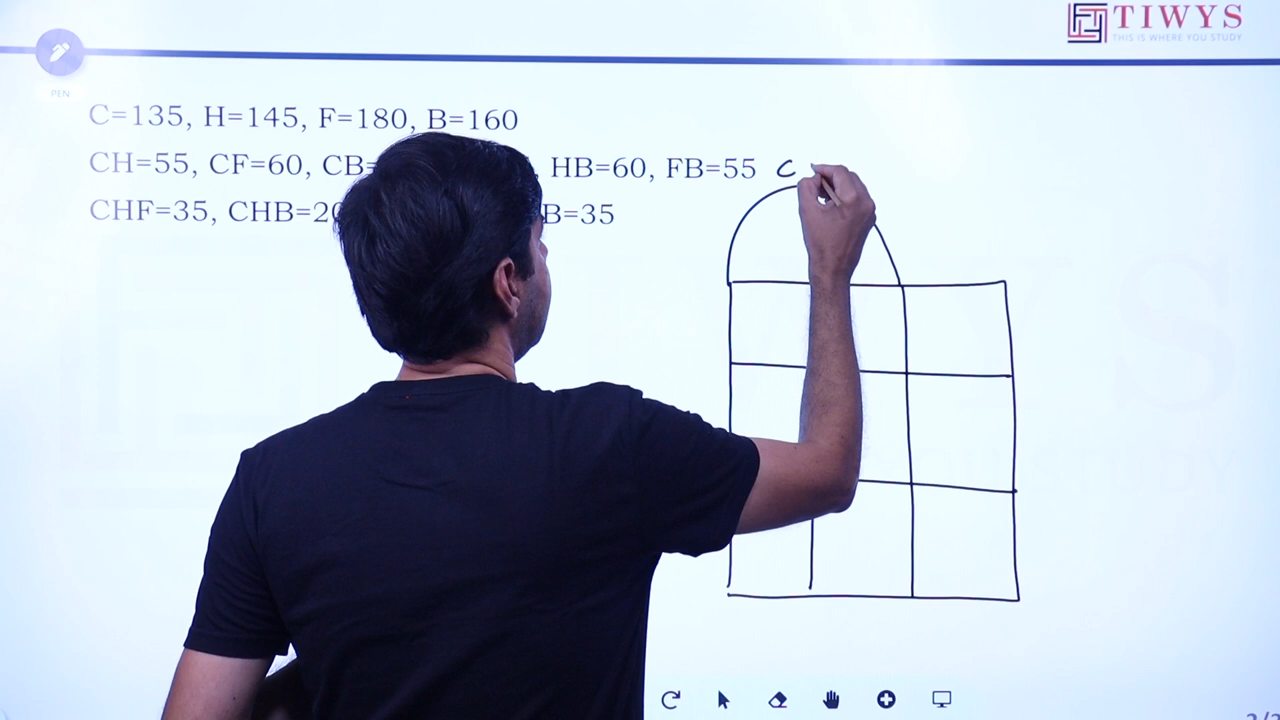 TIWYS
THIS IS WHERE YOU STUDY
PEN
C=135, H=145, F=180, B=160
CH=55, CF=60, CB= HB=60, FB=55 C
CHF=35, CHB=20 B=35